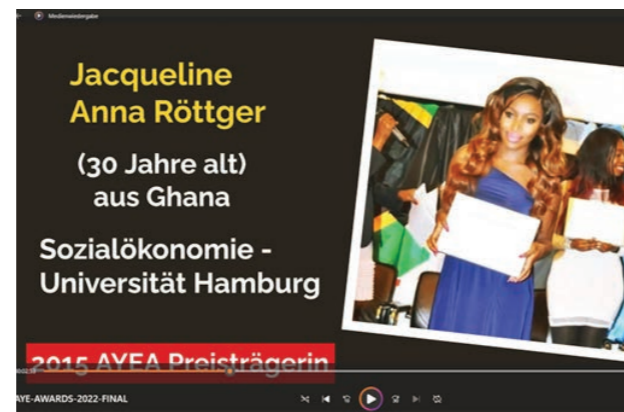 Medienwiedergabe
Jacqueline
Anna Röttger
(30 Jahre alt)
aus Ghana
Sozialökonomie -
Universität Hamburg
2015 AYEA Preisträgerin
AYE-AWARDS-2022-FINAL